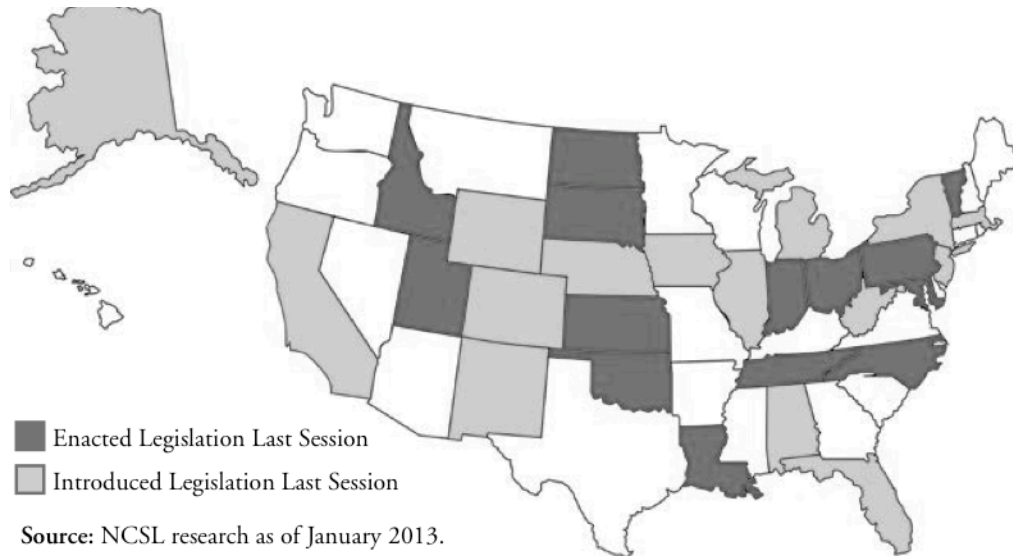 Enacted Legislation Last Session
Introduced Legislation Last Session
Source: NCSL research as of January 2013.